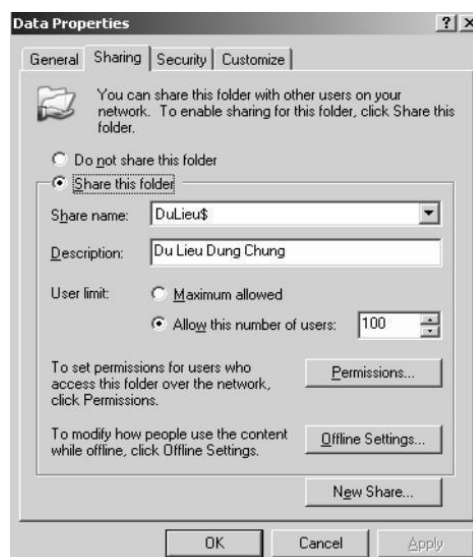 Data Properties
General Sharing Security Customize
You can share this folder with other users on your
network. To enable sharing for this folder, click Share this
folder.
Do not share this folder
Share this folder
Share name: DuLieu$
Description: Du Lieu Dung Chung
User limit: Maximum allowed
Allow this number of users: 100
To set permissions for users who
access this folder over the network,
click Permissions.
Permissions...
To modify how people use the content
while offline, click Offline Settings.
Offline Settings...
New Share...
OK Cancel Apply